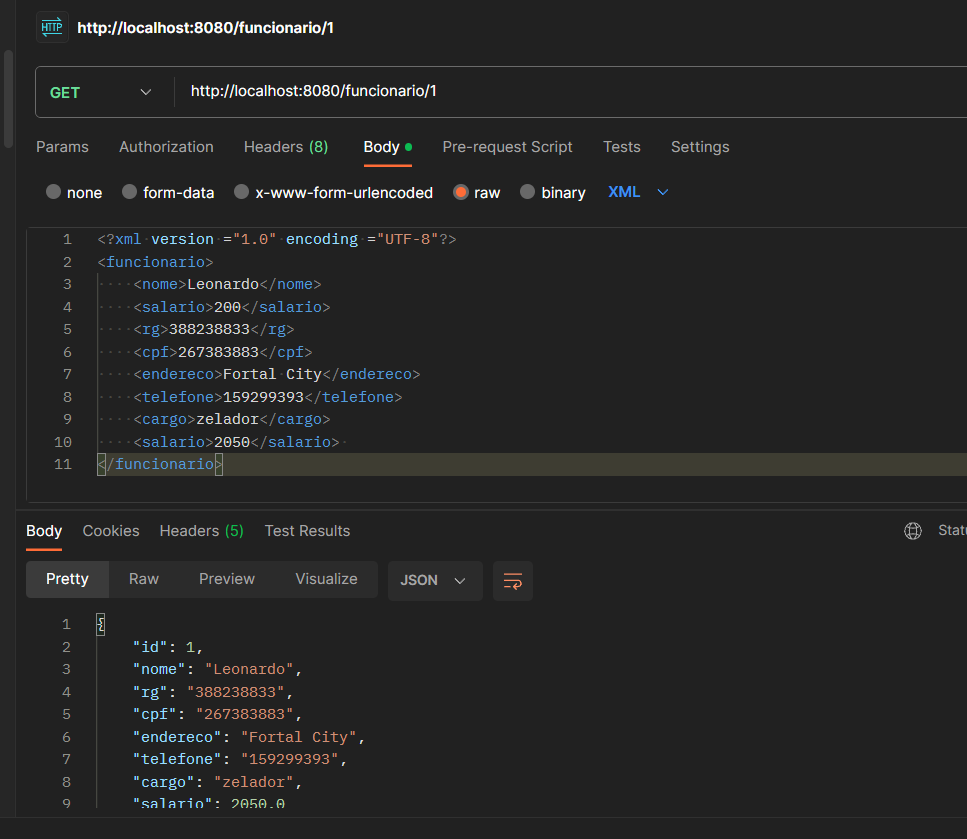 HTTP http://localhost:8080/funcionario/1
GET http://localhost:8080/funcionario/1
Params Authorization Headers (8) Body Pre-request Script Tests Settings
none form-data x-www-form-urlencoded raw binary XML
1 <?xml version ="1.0" encoding ="UTF-8"?>
2 <funcionario>
3 <nome>Leonardo</nome>
4 <salario>200</salario>
5 <rg>388238833</rg>
6 <cpf>267383883</cpf>
7 <endereco>Fortal City</endereco>
8 <telefone>159299393</telefone>
9 <cargo>zelador</cargo>
10 <salario>2050</salario>
11 </funcionario>
Body Cookies Headers (5) Test Results Stat
Pretty Raw Preview Visualize JSON
1 {
2 "id": 1,
3 "nome": "Leonardo",
4 "rg": "388238833",
5 "cpf": "267383883",
6 "endereco": "Fortal City",
7 "telefone": "159299393",
8 "cargo": "zelador",
9 "salario": 2050.0